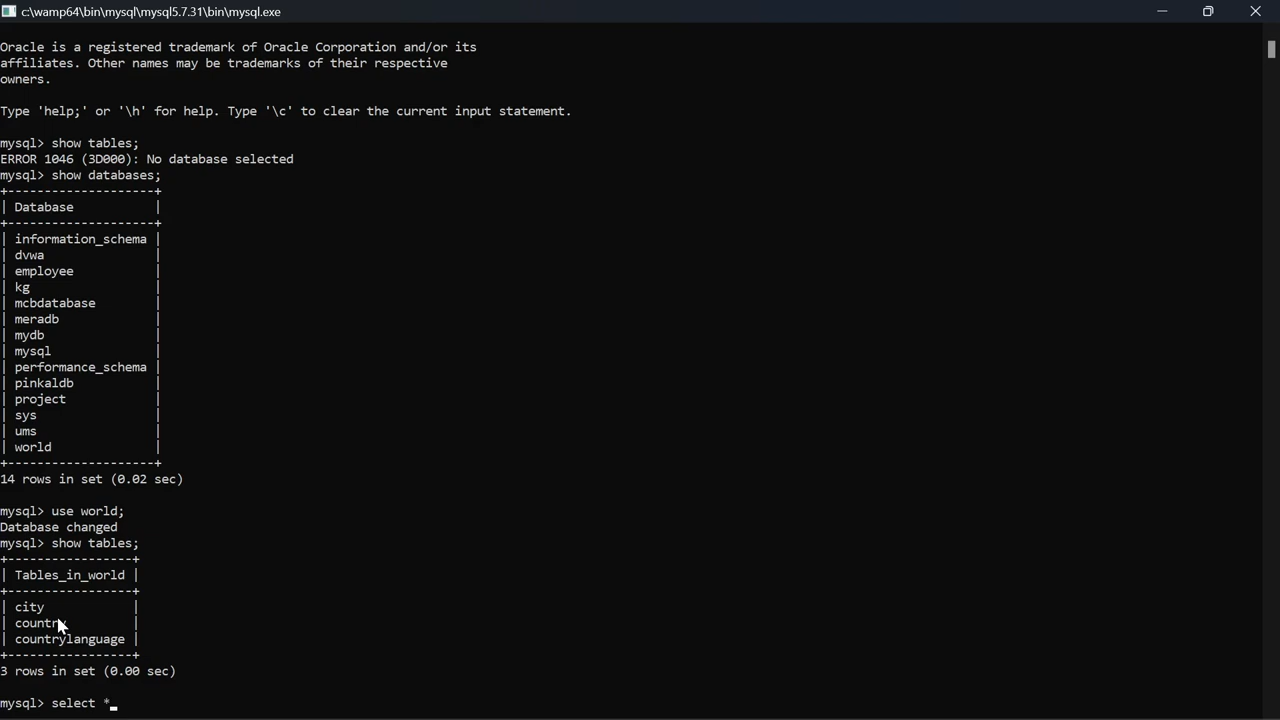 c:\wamp64\bin\mysql\mysql5.7.31\bin\mysql.exe
Oracle is a registered trademark of Oracle Corporation and/or its
affiliates. Other names may be trademarks of their respective
owners.
Type 'help;' or '\h' for help. Type '\c' to clear the current input statement.
mysql> show tables;
ERROR 1046 (3D000): No database selected
mysql> show databases;
+--------------------+
| Database           |
+--------------------+
| information_schema |
| dvwa               |
| employee           |
| kg                 |
| mcbdatabase        |
| meradb             |
| mydb               |
| mysql              |
| performance_schema |
| pinkaldb           |
| project            |
| sys                |
| ums                |
| world              |
+--------------------+
14 rows in set (0.02 sec)
mysql> use world;
Database changed
mysql> show tables;
+-----------------+
| Tables_in_world |
+-----------------+
| city            |
| country         |
| countrylanguage |
+-----------------+
3 rows in set (0.00 sec)
mysql> select *_